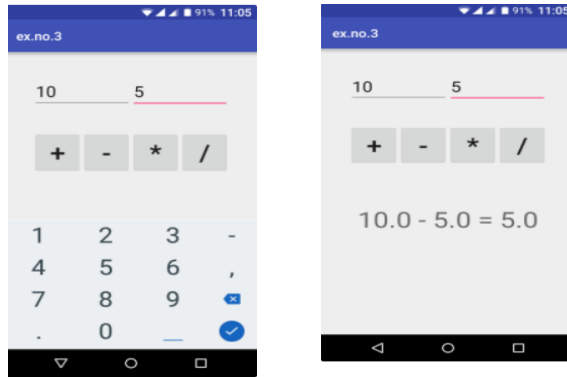 91% 11:05
ex.no.3
10 5
+ - * /
1 2 3 -
4 5 6 ,
7 8 9
. 0 _
91% 11:05
ex.no.3
10 5
+ - * /
10.0 - 5.0 = 5.0